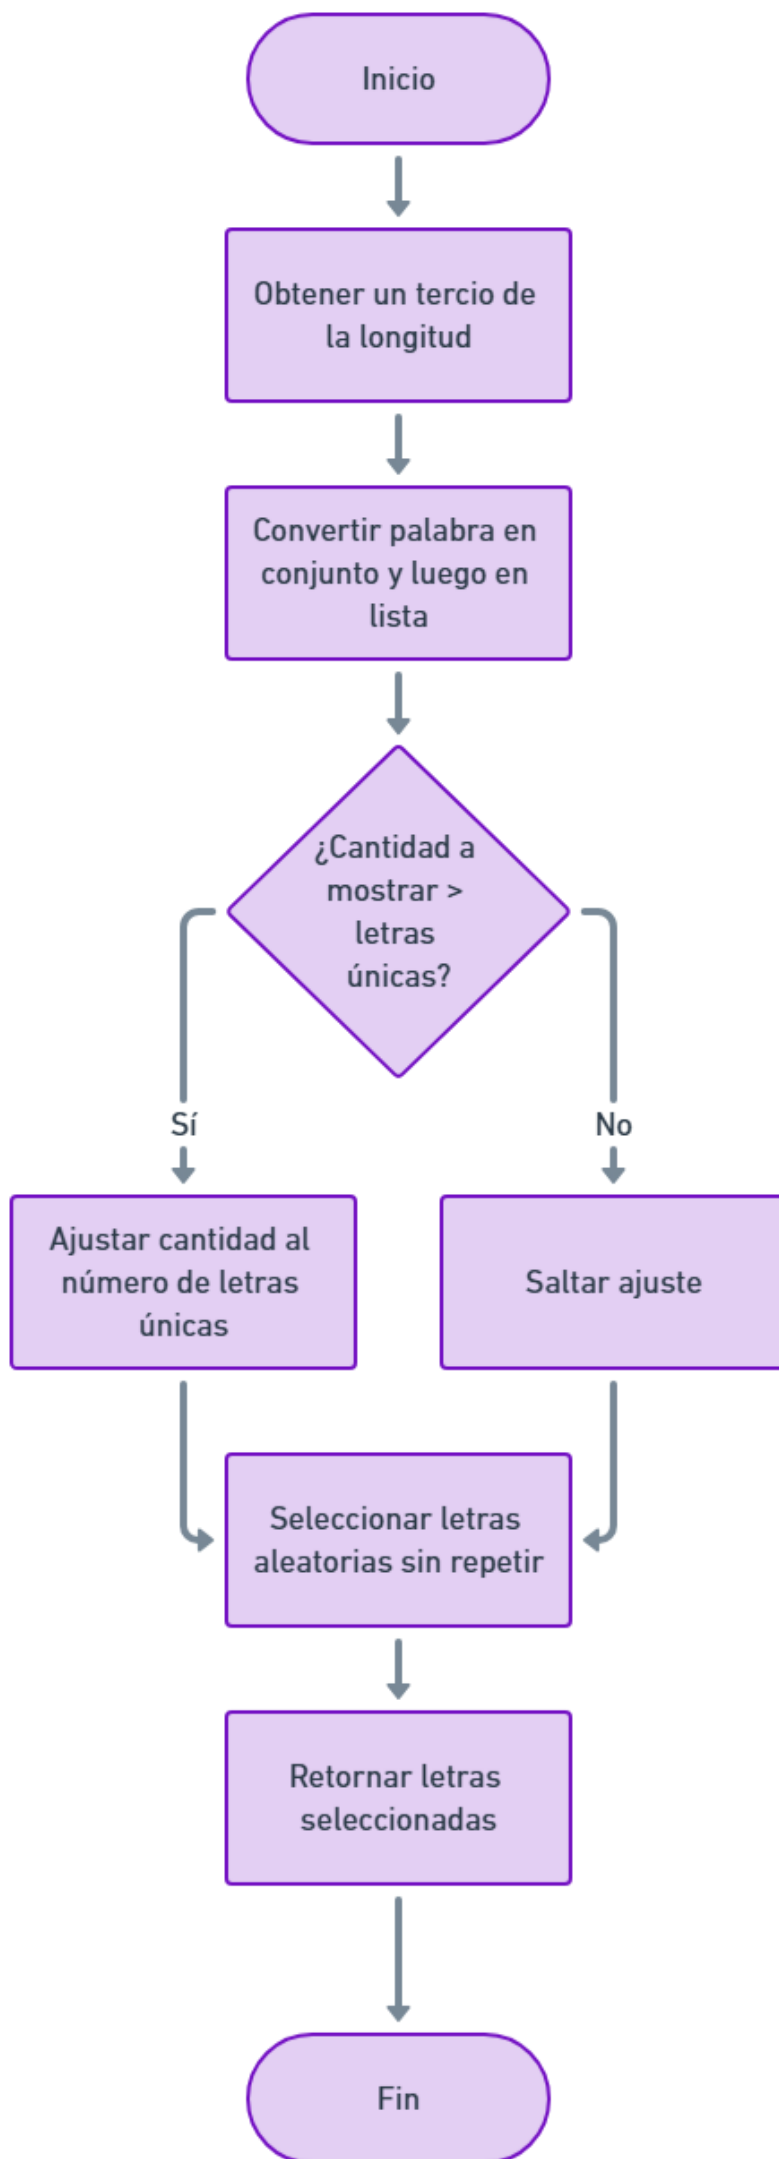 Inicio
Obtener un tercio de
la longitud
Convertir palabra en
conjunto y luego en
lista
¿Cantidad a
mostrar >
letras
únicas?
Sí
No
Ajustar cantidad al
número de letras
únicas
Saltar ajuste
Seleccionar letras
aleatorias sin repetir
Retornar letras
seleccionadas
Fin